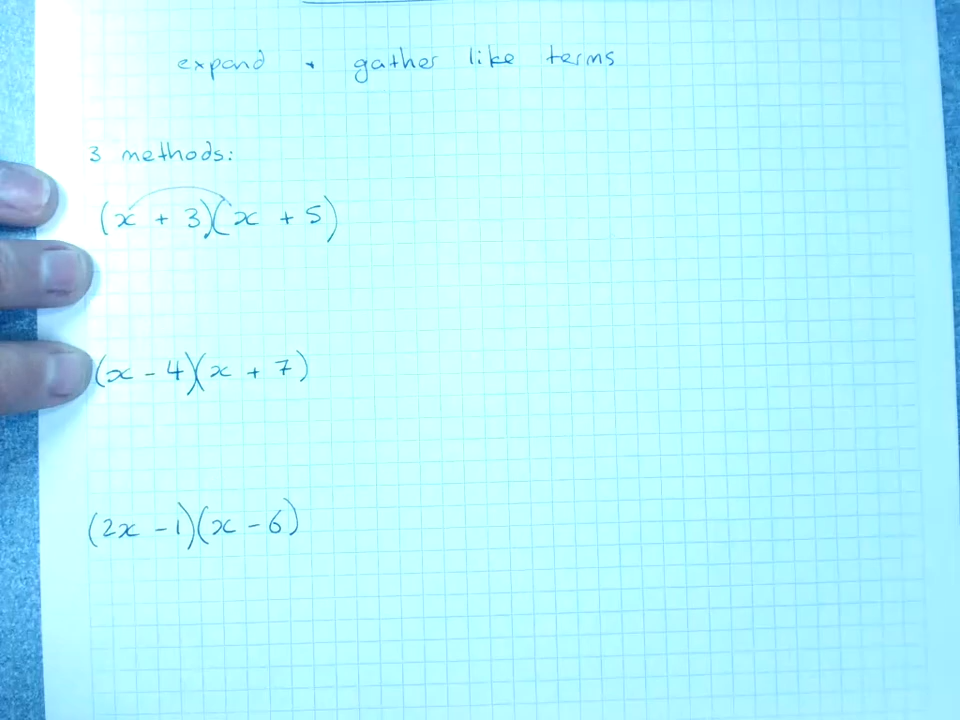 expand + gather like terms
3 methods:
(x + 3)(x + 5)
(x - 4)(x + 7)
(2x - 1)(x - 6)